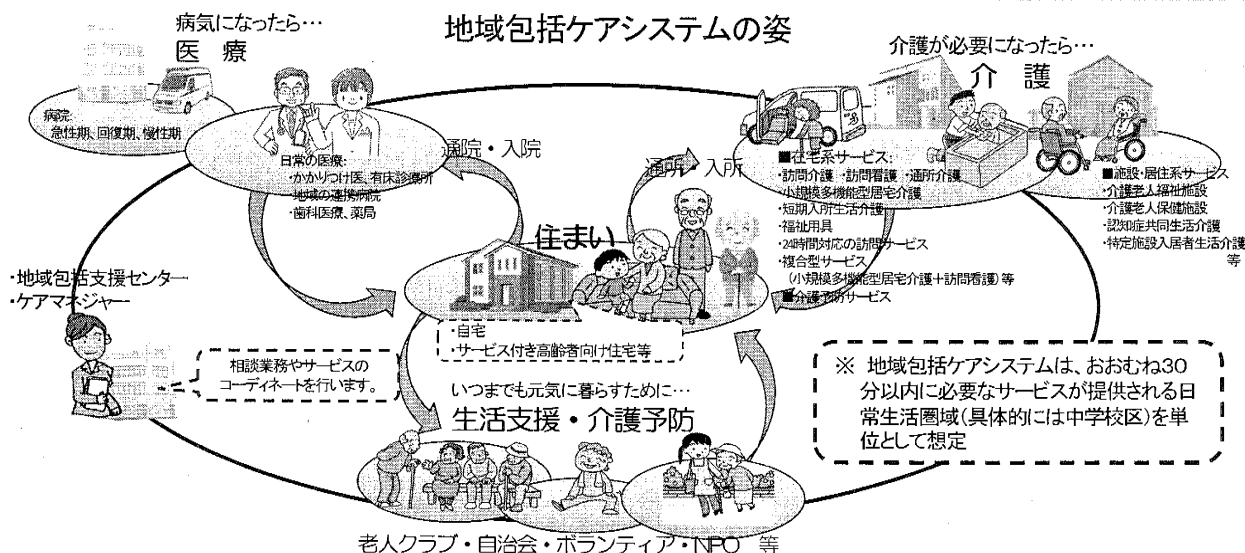 地域包括ケアシステムの姿
病気になったら…
医 療
病院:
急性期、回復期、慢性期
日常の医療:
・かかりつけ医、有床診療所
・地域の連携病院
・歯科医療、薬局
通院・入院
通所・入所
介護が必要になったら…
介 護
■在宅系サービス:
・訪問介護 ・訪問看護 ・通所介護
・小規模多機能型居宅介護
・短期入所生活介護
・福祉用具
・24時間対応の訪問サービス
・複合型サービス
(小規模多機能型居宅介護+訪問看護)等
■介護予防サービス
■施設・居住系サービス
・介護老人福祉施設
・介護老人保健施設
・認知症共同生活介護
・特定施設入居者生活介護
等
住まい
・自宅
・サービス付き高齢者向け住宅等
・地域包括支援センター
・ケアマネジャー
相談業務やサービスの
コーディネートを行います。
いつまでも元気に暮らすために…
生活支援・介護予防
老人クラブ・自治会・ボランティア・NPO 等
※ 地域包括ケアシステムは、おおむね30
分以内に必要なサービスが提供される日
常生活圏域(具体的には中学校区)を単
位として想定